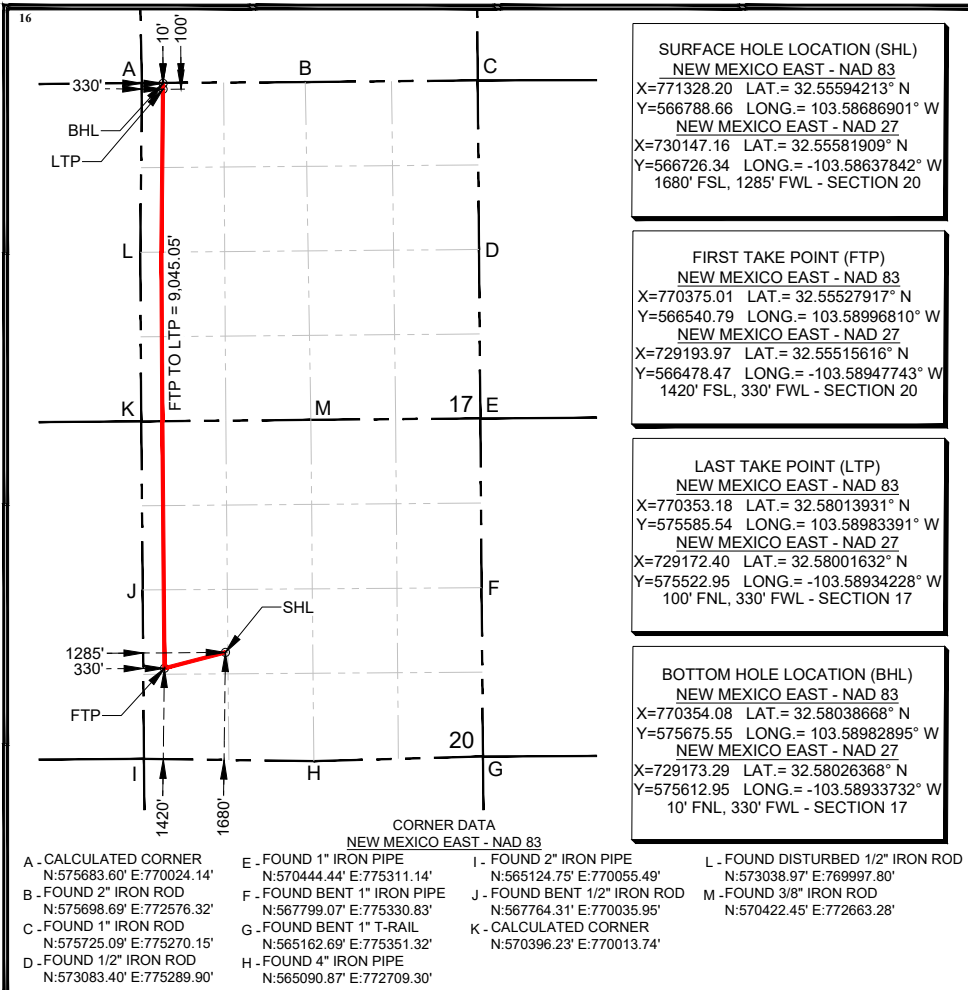 16
10'
100'
A
B
C
330'
BHL
LTP
L
D
FTP TO LTP = 9,045.05'
K
M
17
E
J
F
SHL
1285'
330'
FTP
20
I
H
G
1420'
1680'
SURFACE HOLE LOCATION (SHL)
NEW MEXICO EAST - NAD 83
X=771328.20 LAT.= 32.55594213° N
Y=566788.66 LONG.= 103.58686901° W
NEW MEXICO EAST - NAD 27
X=730147.16 LAT.= 32.55581909° N
Y=566726.34 LONG.= -103.58637842° W
1680' FSL, 1285' FWL - SECTION 20
FIRST TAKE POINT (FTP)
NEW MEXICO EAST - NAD 83
X=770375.01 LAT.= 32.55527917° N
Y=566540.79 LONG.= 103.58996810° W
NEW MEXICO EAST - NAD 27
X=729193.97 LAT.= 32.55515616° N
Y=566478.47 LONG.= -103.58947743° W
1420' FSL, 330' FWL - SECTION 20
LAST TAKE POINT (LTP)
NEW MEXICO EAST - NAD 83
X=770353.18 LAT.= 32.58013931° N
Y=575585.54 LONG.= 103.58983391° W
NEW MEXICO EAST - NAD 27
X=729172.40 LAT.= 32.58001632° N
Y=575522.95 LONG.= -103.58934228° W
100' FNL, 330' FWL - SECTION 17
BOTTOM HOLE LOCATION (BHL)
NEW MEXICO EAST - NAD 83
X=770354.08 LAT.= 32.58038668° N
Y=575675.55 LONG.= 103.58982895° W
NEW MEXICO EAST - NAD 27
X=729173.29 LAT.= 32.58026368° N
Y=575612.95 LONG.= -103.58933732° W
10' FNL, 330' FWL - SECTION 17
CORNER DATA
NEW MEXICO EAST - NAD 83
A - CALCULATED CORNER
N:575683.60' E:770024.14'
B - FOUND 2" IRON ROD
N:575698.69' E:772576.32'
C - FOUND 1" IRON ROD
N:575725.09' E:775270.15'
D - FOUND 1/2" IRON ROD
N:573083.40' E:775289.90'
E - FOUND 1" IRON PIPE
N:570444.44' E:775311.14'
F - FOUND BENT 1" IRON PIPE
N:567799.07' E:775330.83'
G - FOUND BENT 1" T-RAIL
N:565162.69' E:775351.32'
H - FOUND 4" IRON PIPE
N:565090.87' E:772709.30'
I - FOUND 2" IRON PIPE
N:565124.75' E:770055.49'
J - FOUND BENT 1/2" IRON ROD
N:567764.31' E:770035.95'
K - CALCULATED CORNER
N:570396.23' E:770013.74'
L - FOUND DISTURBED 1/2" IRON ROD
N:573038.97' E:769997.80'
M - FOUND 3/8" IRON ROD
N:570422.45' E:772663.28'